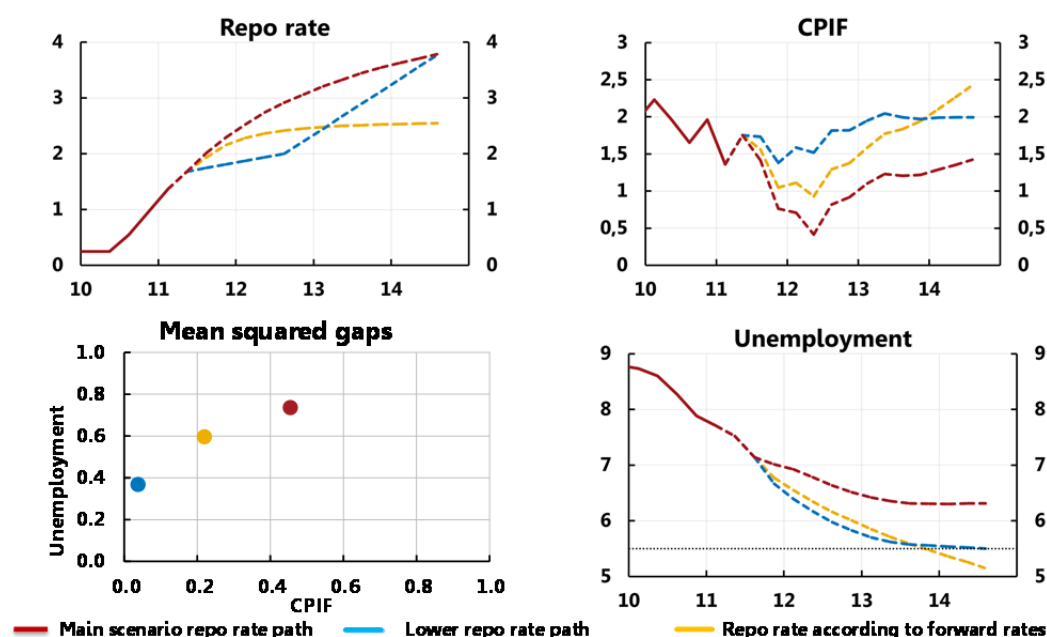 Repo rate
4 4
3 3
2 2
1 1
0 0
10 11 12 13 14
CPIF
3 3
2,5 2,5
2 2
1,5 1,5
1 1
0,5 0,5
0 0
10 11 12 13 14
Mean squared gaps
Unemployment
1.0
0.8
0.6
0.4
0.2
0.0
0.0 0.2 0.4 0.6 0.8 1.0
CPIF
Unemployment
9 9
8 8
7 7
6 6
5 5
10 11 12 13 14
Main scenario repo rate path Lower repo rate path Repo rate according to forward rates